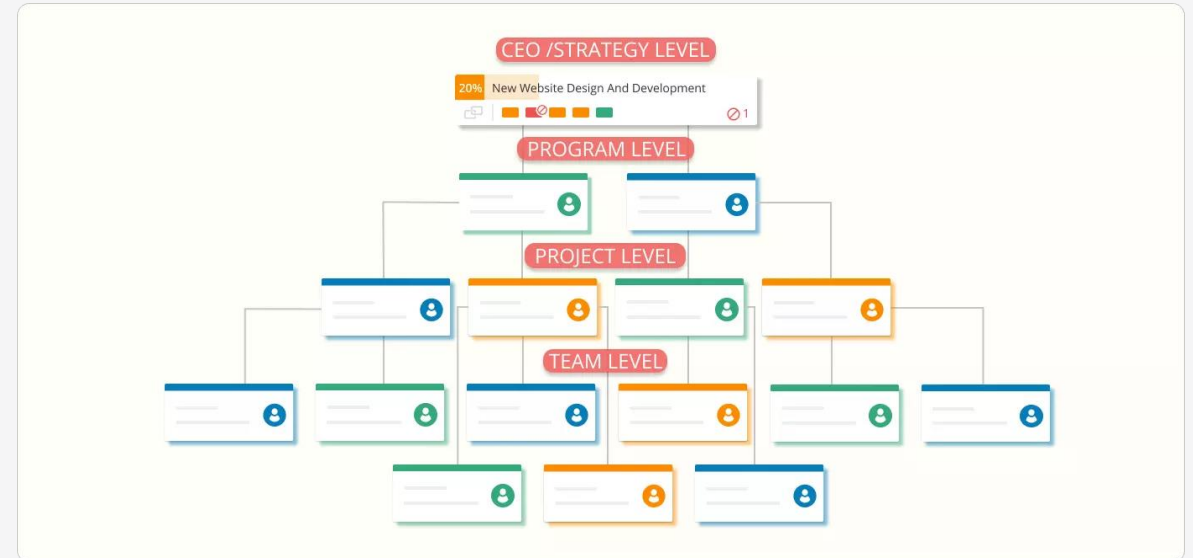 CEO /STRATEGY LEVEL
20% New Website Design And Development
1
PROGRAM LEVEL
PROJECT LEVEL
TEAM LEVEL